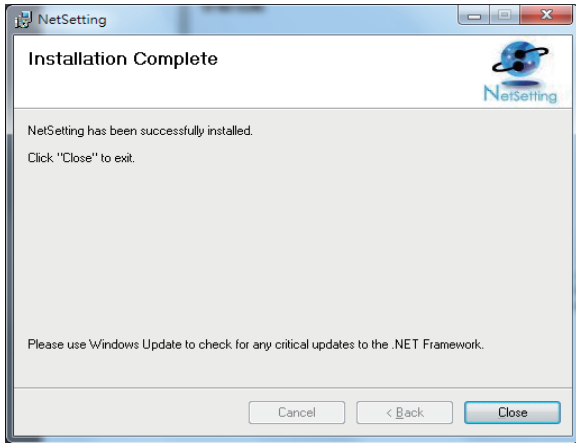 NetSetting
Installation Complete
NetSetting
NetSetting has been successfully installed.
Click "Close" to exit.
Please use Windows Update to check for any critical updates to the .NET Framework.
Cancel
< Back
Close